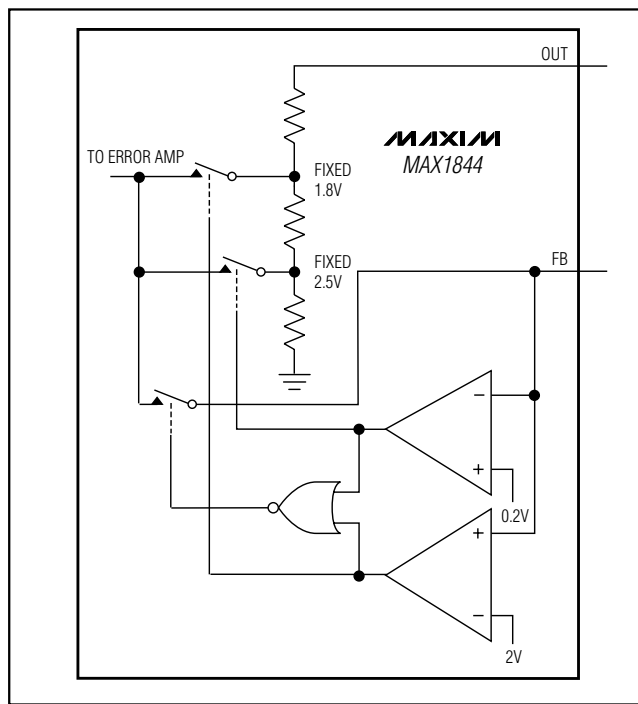 OUT
MAXIM
MAX1844
TO ERROR AMP
FIXED
1.8V
FIXED
2.5V
FB
−
+
0.2V
+
−
2V